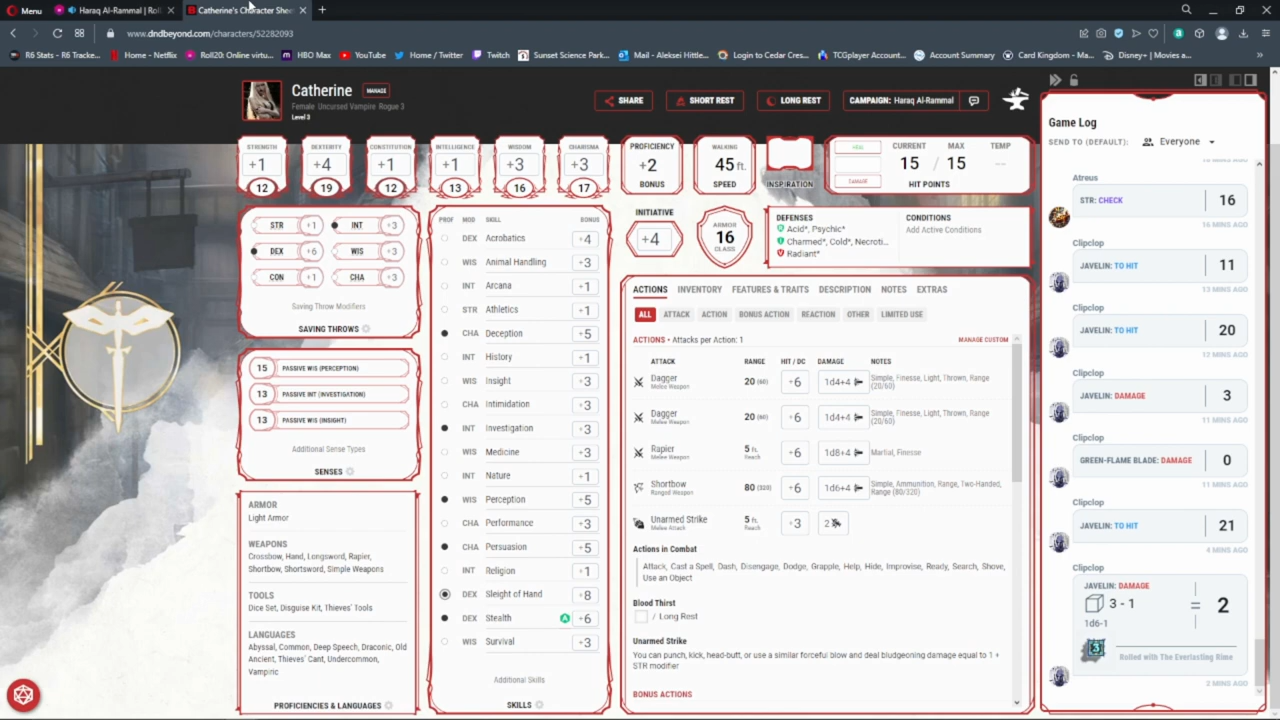 Menu
Haraq Al-Rammal | Roll
Catherine's Character Shee
www.dndbeyond.com/characters/52282093
R6 Stats - R6 Tracke...
Home - Netflix
Roll20: Online virtu...
HBO Max
YouTube
Home / Twitter
Twitch
Sunset Science Park...
Mail - Aleksei Hittle...
Login to Cedar Cres...
TCGplayer Account...
Account Summary
Card Kingdom - Ma...
Disney+ | Movies a...
Catherine
MANAGE
Female Uncursed Vampire Rogue 3
Level 3
SHARE
SHORT REST
LONG REST
CAMPAIGN: Haraq Al-Rammal
STRENGTH
+1
12
DEXTERITY
+4
19
CONSTITUTION
+1
12
INTELLIGENCE
+1
13
WISDOM
+3
16
CHARISMA
+3
17
PROFICIENCY
+2
BONUS
WALKING
45 ft.
SPEED
INSPIRATION
HEAL
DAMAGE
CURRENT
15
/
MAX
15
TEMP
--
HIT POINTS
STR +1
INT +3
DEX +6
WIS +3
CON +1
CHA +3
Saving Throw Modifiers
SAVING THROWS
15 PASSIVE WIS (PERCEPTION)
13 PASSIVE INT (INVESTIGATION)
13 PASSIVE WIS (INSIGHT)
Additional Sense Types
SENSES
ARMOR
Light Armor
WEAPONS
Crossbow, Hand, Longsword, Rapier,
Shortbow, Shortsword, Simple Weapons
TOOLS
Dice Set, Disguise Kit, Thieves' Tools
LANGUAGES
Abyssal, Common, Deep Speech, Draconic, Old
Ancient, Thieves' Cant, Undercommon,
Vampiric
PROFICIENCIES & LANGUAGES
PROF MOD SKILL BONUS
DEX Acrobatics +4
WIS Animal Handling +3
INT Arcana +1
STR Athletics +1
CHA Deception +5
INT History +1
WIS Insight +3
CHA Intimidation +3
INT Investigation +3
WIS Medicine +3
INT Nature +1
WIS Perception +5
CHA Performance +3
CHA Persuasion +5
INT Religion +1
DEX Sleight of Hand +8
DEX Stealth A +6
WIS Survival +3
Additional Skills
SKILLS
INITIATIVE
+4
ARMOR
16
CLASS
DEFENSES
Acid*, Psychic*
Charmed*, Cold*, Necroti...
Radiant*
CONDITIONS
Add Active Conditions
ACTIONS INVENTORY FEATURES & TRAITS DESCRIPTION NOTES EXTRAS
ALL ATTACK ACTION BONUS ACTION REACTION OTHER LIMITED USE
ACTIONS • Attacks per Action: 1
MANAGE CUSTOM
ATTACK RANGE HIT / DC DAMAGE NOTES
Dagger 20 (60) +6 1d4+4 Simple, Finesse, Light, Thrown, Range
Melee Weapon (20/60)
Dagger 20 (60) +6 1d4+4 Simple, Finesse, Light, Thrown, Range
Melee Weapon (20/60)
Rapier 5 ft. +6 1d8+4 Martial, Finesse
Melee Weapon Reach
Shortbow 80 (320) +6 1d6+4 Simple, Ammunition, Range, Two-Handed,
Ranged Weapon Range (80/320)
Unarmed Strike 5 ft. +3 2
Melee Attack Reach
Actions in Combat
Attack, Cast a Spell, Dash, Disengage, Dodge, Grapple, Help, Hide, Improvise, Ready, Search, Shove,
Use an Object
Blood Thirst
/ Long Rest
Unarmed Strike
You can punch, kick, head-butt, or use a similar forceful blow and deal bludgeoning damage equal to 1 +
STR modifier
BONUS ACTIONS
Game Log
SEND TO (DEFAULT): Everyone
Atreus
STR: CHECK 16
16 MINS AGO
Clipclop
JAVELIN: TO HIT 11
13 MINS AGO
Clipclop
JAVELIN: TO HIT 20
12 MINS AGO
Clipclop
JAVELIN: DAMAGE 3
11 MINS AGO
Clipclop
GREEN-FLAME BLADE: DAMAGE 0
11 MINS AGO
Clipclop
JAVELIN: TO HIT 21
4 MINS AGO
Clipclop
JAVELIN: DAMAGE
3 - 1 = 2
1d6-1
3
Rolled with The Everlasting Rime
2 MINS AGO